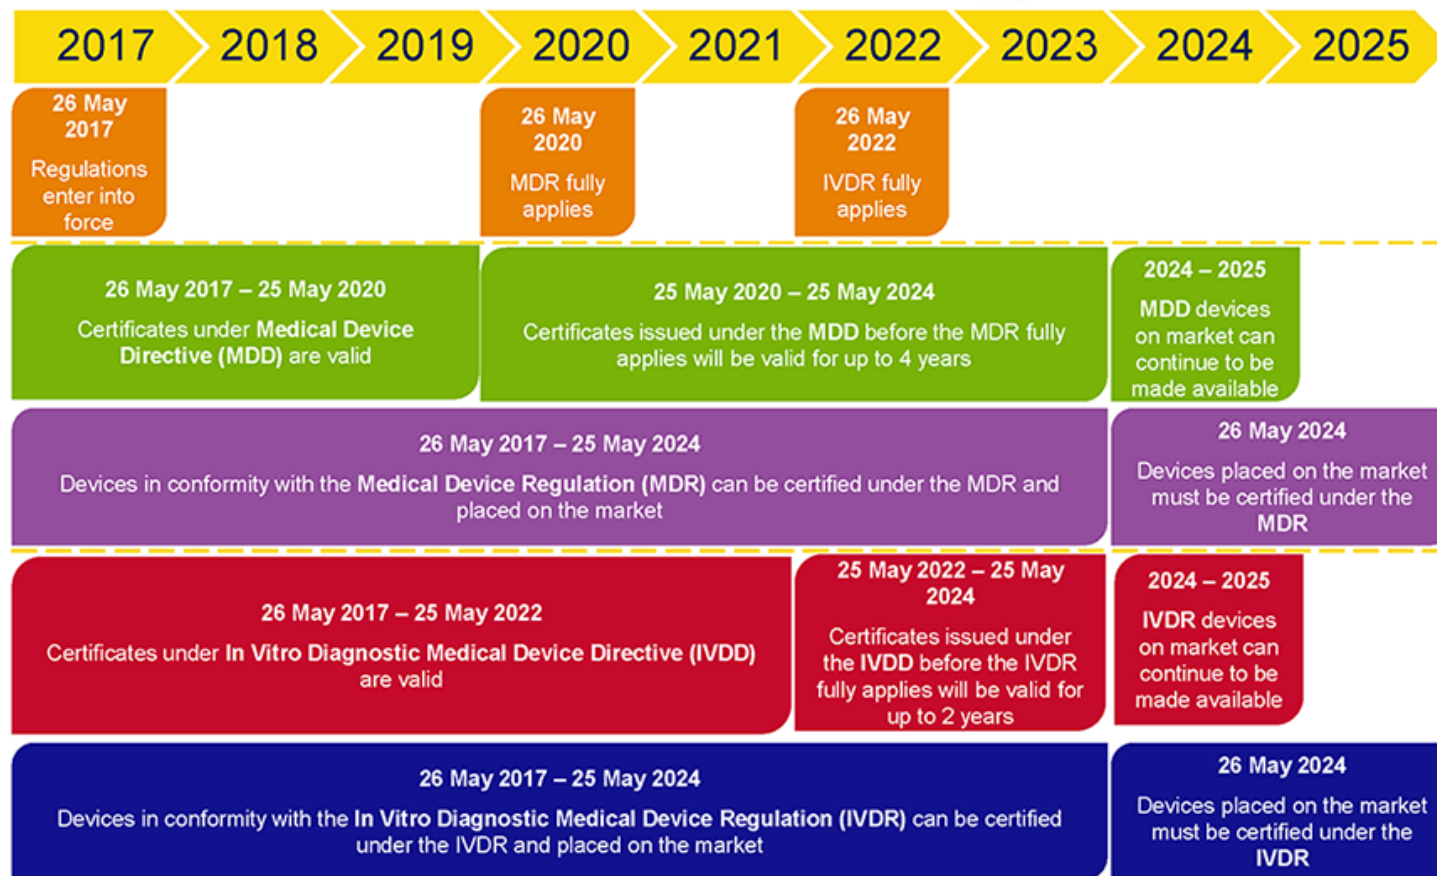 2017 2018 2019 2020 2021 2022 2023 2024 2025
26 May
2017
Regulations
enter into
force
26 May
2020
MDR fully
applies
26 May
2022
IVDR fully
applies
26 May 2017 – 25 May 2020
Certificates under Medical Device
Directive (MDD) are valid
25 May 2020 – 25 May 2024
Certificates issued under the MDD before the MDR fully
applies will be valid for up to 4 years
2024 – 2025
MDD devices
on market can
continue to be
made available
26 May 2017 – 25 May 2024
Devices in conformity with the Medical Device Regulation (MDR) can be certified under the MDR and
placed on the market
26 May 2024
Devices placed on the market
must be certified under the
MDR
26 May 2017 – 25 May 2022
Certificates under In Vitro Diagnostic Medical Device Directive (IVDD)
are valid
25 May 2022 – 25 May
2024
Certificates issued under
the IVDD before the IVDR
fully applies will be valid for
up to 2 years
2024 – 2025
IVDR devices
on market can
continue to be
made available
26 May 2017 – 25 May 2024
Devices in conformity with the In Vitro Diagnostic Medical Device Regulation (IVDR) can be certified
under the IVDR and placed on the market
26 May 2024
Devices placed on the market
must be certified under the
IVDR